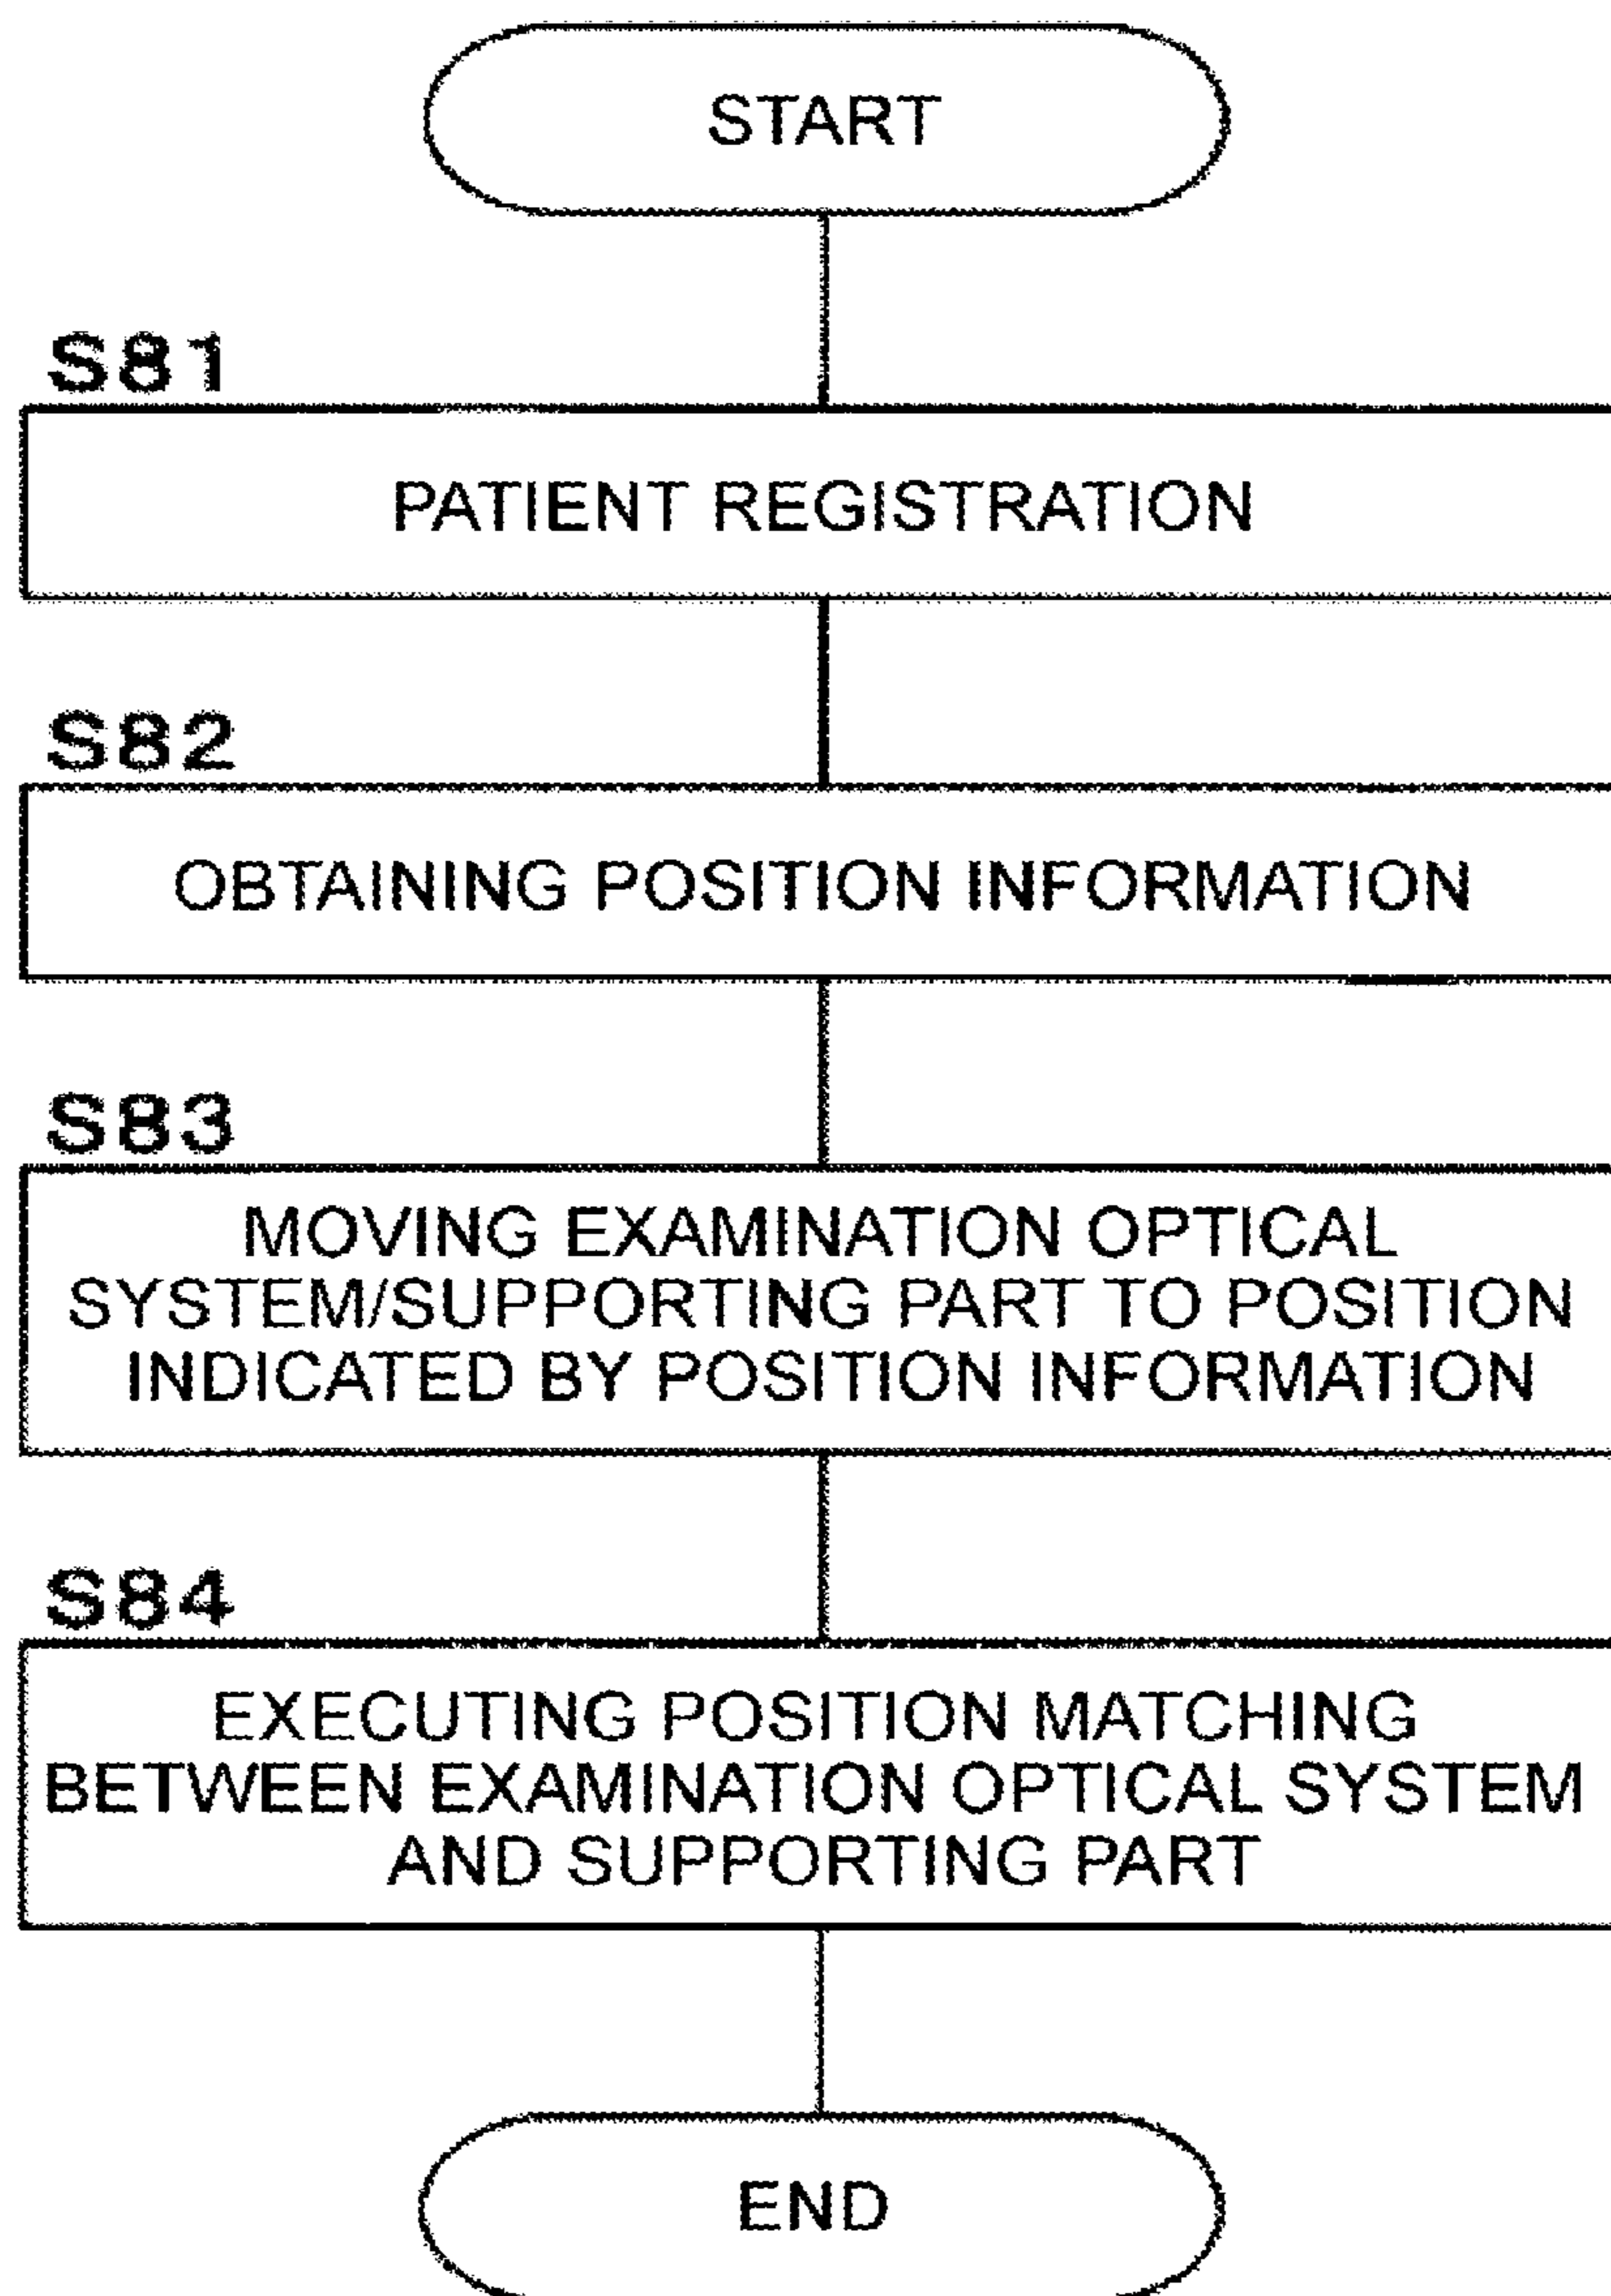 START
S81
PATIENT REGISTRATION
S82
OBTAINING POSITION INFORMATION
S83
MOVING EXAMINATION OPTICAL
SYSTEM/SUPPORTING PART TO POSITION
INDICATED BY POSITION INFORMATION
S84
EXECUTING POSITION MATCHING
BETWEEN EXAMINATION OPTICAL SYSTEM
AND SUPPORTING PART
END